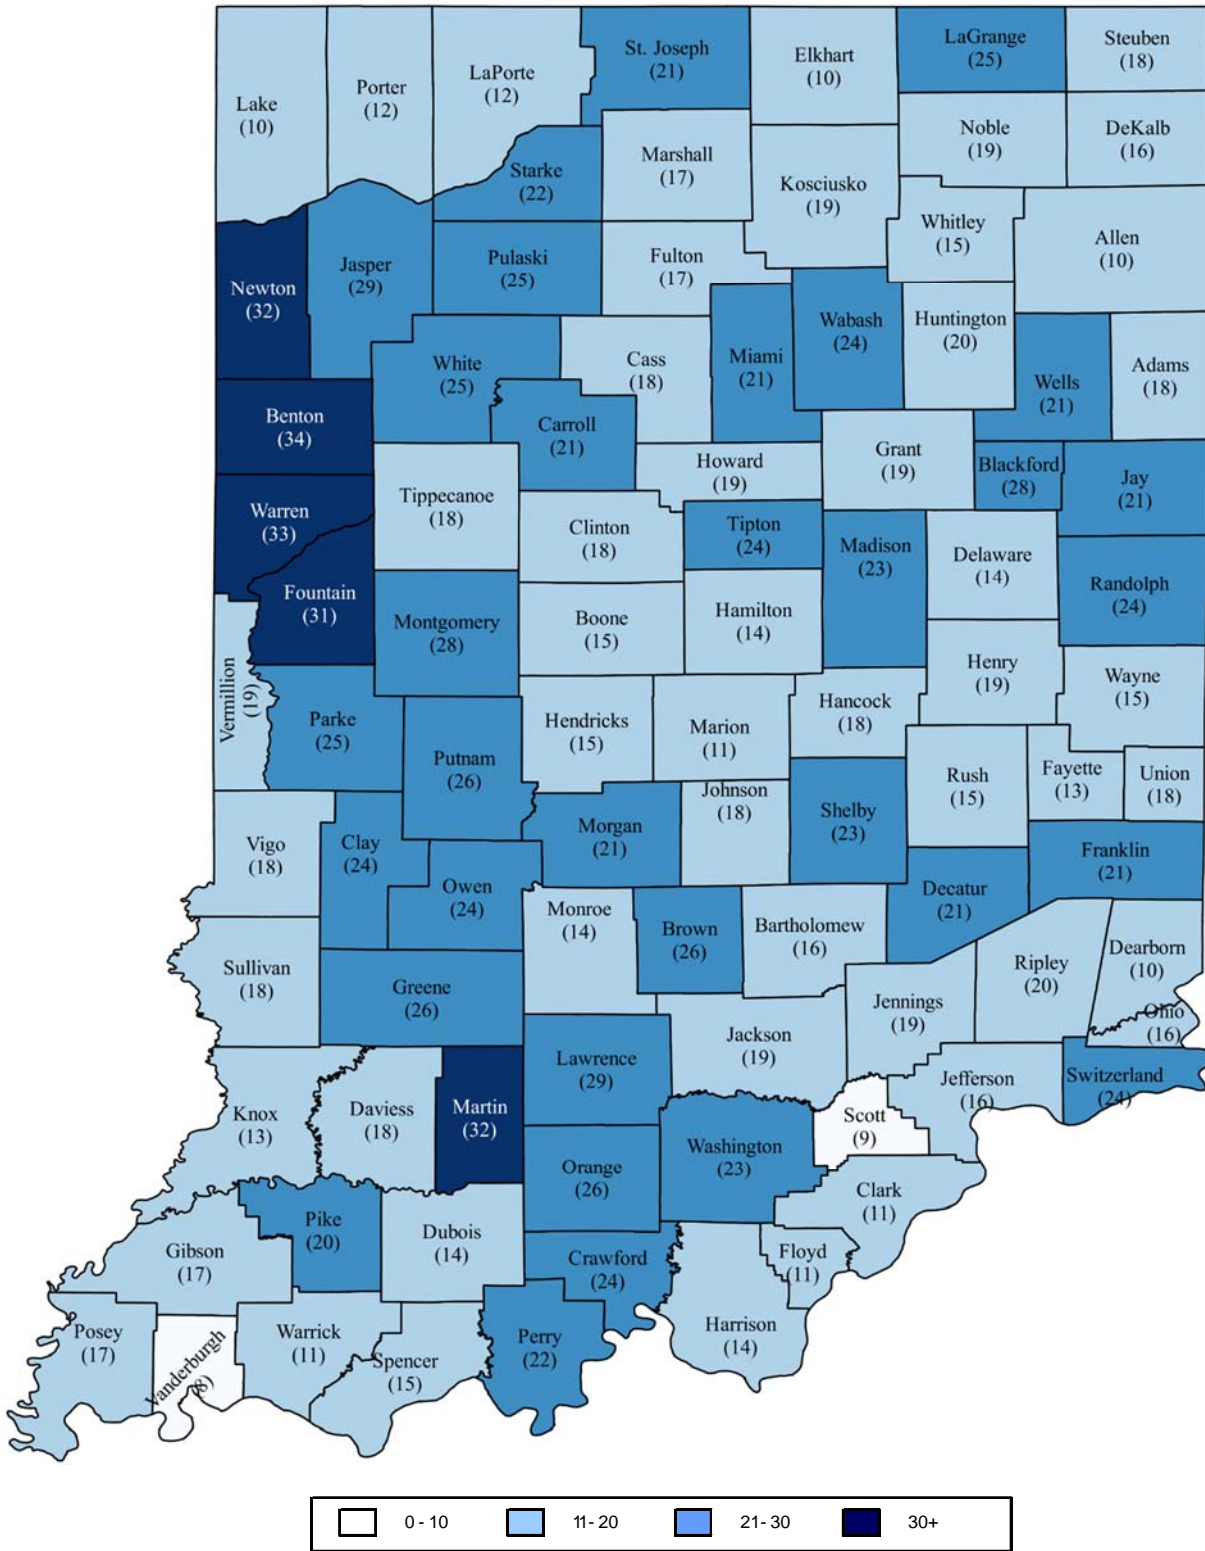 St. Joseph
(21)
Elkhart
(10)
LaGrange
(25)
Steuben
(18)
LaPorte
(12)
Porter
(12)
Lake
(10)
Noble
(19)
DeKalb
(16)
Marshall
(17)
Starke
(22)
Kosciusko
(19)
Whitley
(15)
Allen
(10)
Fulton
(17)
Pulaski
(25)
Jasper
(29)
Newton
(32)
Wabash
(24)
Huntington
(20)
Miami
(21)
Cass
(18)
White
(25)
Adams
(18)
Wells
(21)
Benton
(34)
Carroll
(21)
Grant
(19)
Howard
(19)
Blackford
(28)
Jay
(21)
Tippecanoe
(18)
Warren
(33)
Clinton
(18)
Tipton
(24)
Madison
(23)
Delaware
(14)
Randolph
(24)
Fountain
(31)
Montgomery
(28)
Boone
(15)
Hamilton
(14)
Henry
(19)
Wayne
(15)
Vermillion
(19)
Parke
(25)
Putnam
(26)
Hendricks
(15)
Marion
(11)
Hancock
(18)
Rush
(15)
Fayette
(13)
Union
(18)
Johnson
(18)
Shelby
(23)
Morgan
(21)
Vigo
(18)
Clay
(24)
Owen
(24)
Franklin
(21)
Decatur
(21)
Monroe
(14)
Brown
(26)
Bartholomew
(16)
Dearborn
(10)
Ripley
(20)
Sullivan
(18)
Greene
(26)
Jennings
(19)
Ohio
(16)
Jackson
(19)
Lawrence
(29)
Jefferson
(16)
Switzerland
(24)
Knox
(13)
Daviess
(18)
Martin
(32)
Scott
(9)
Washington
(23)
Orange
(26)
Clark
(11)
Pike
(20)
Dubois
(14)
Gibson
(17)
Crawford
(24)
Floyd
(11)
Harrison
(14)
Posey
(17)
Vanderburgh
(8)
Warrick
(11)
Spencer
(15)
Perry
(22)
0 - 10
11 - 20
21 - 30
30+